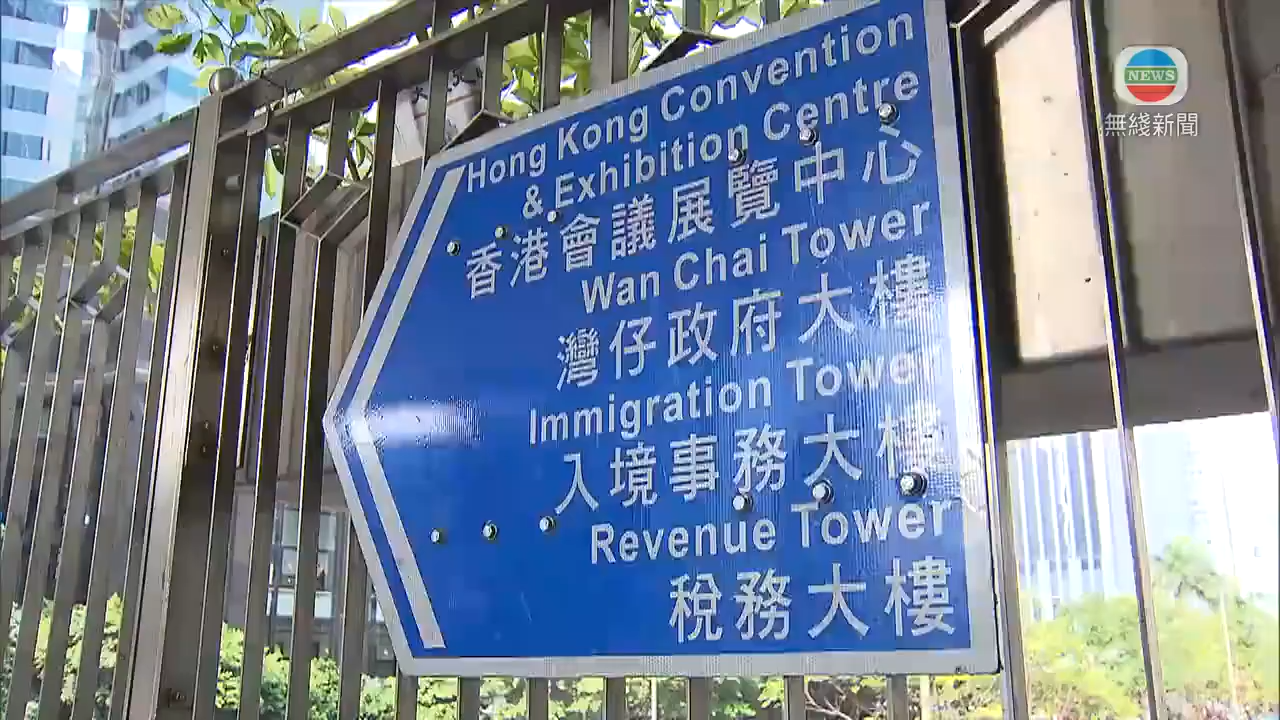 Hong Kong Convention
& Exhibition Centre
香港會議展覽中心
Wan Chai Tower
灣仔政府大樓
Immigration Tower
入境事務大樓
Revenue Tower
稅務大樓
NEWS
無綫新聞